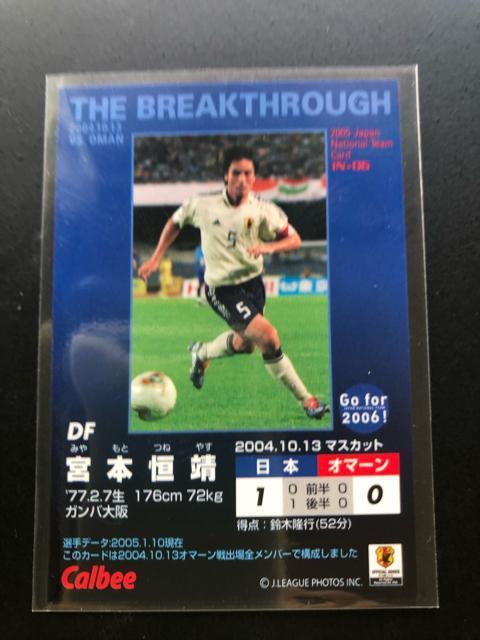 THE BREAKTHROUGH
2004.10.13
VS. OMAN
2005 Japan
National Team
Card
IN-06
5
5
Go for
2006!
DF
みや もと つね やす
宮本恒靖
'77.2.7生 176cm 72kg
ガンバ大阪
2004.10.13 マスカット
日本 オマーン
1 0 前半 0 0
1 後半 0
得点：鈴木隆行(52分)
選手データ:2005.1.10現在
このカードは2004.10.13オマーン戦出場全メンバーで構成しました
Calbee
© J.LEAGUE PHOTOS INC.